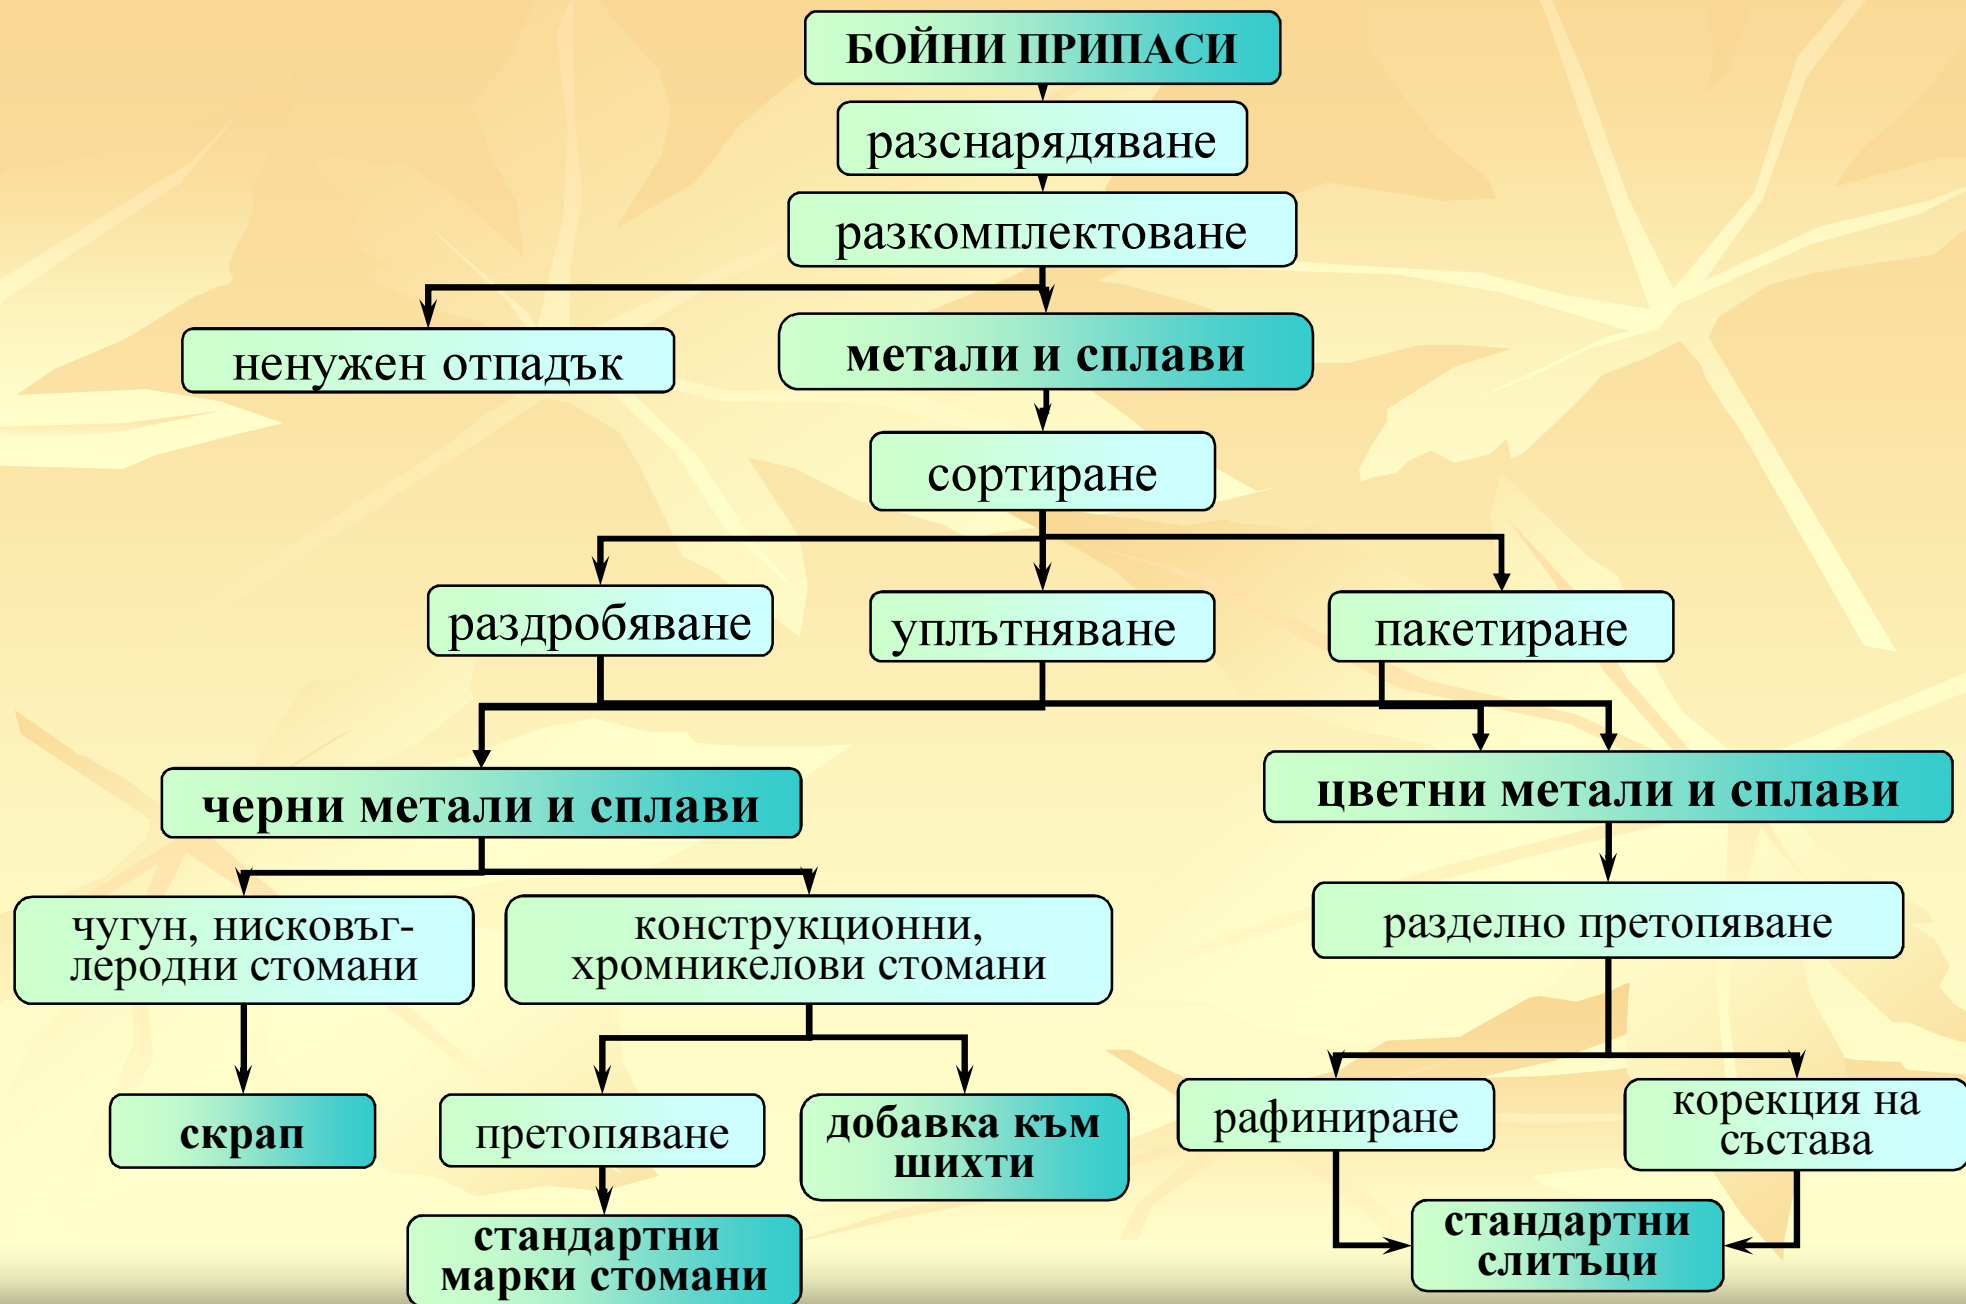 БОЙНИ ПРИПАСИ
разснарядяване
разкомплектоване
ненужен отпадък
метали и сплави
сортиране
раздробяване
уплътняване
пакетиране
черни метали и сплави
цветни метали и сплави
чугун, нисковъг-
леродни стомани
конструкционни,
хромникелови стомани
разделно претопяване
скрап
претопяване
добавка към
шихти
рафиниране
корекция на
състава
стандартни
марки стомани
стандартни
слитъци